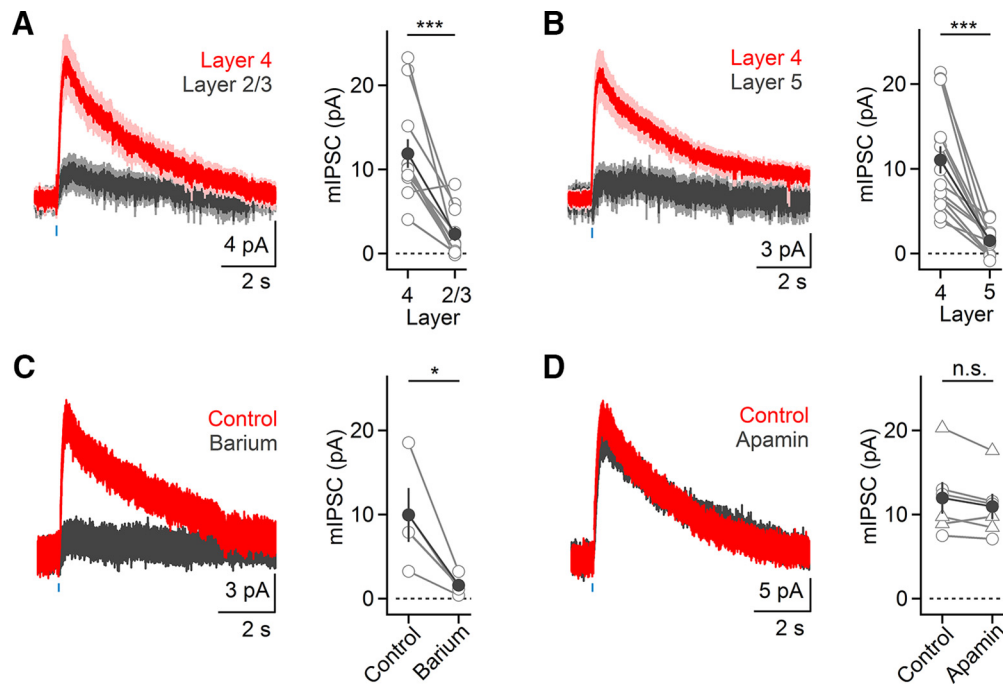 A
Layer 4
Layer 2/3
4 pA
2 s
mIPSC (pA)
20
10
0
***
4 2/3
Layer
B
Layer 4
Layer 5
3 pA
2 s
mIPSC (pA)
20
10
0
***
4 5
Layer
C
Control
Barium
3 pA
2 s
mIPSC (pA)
20
10
0
*
Control
Barium
D
Control
Apamin
5 pA
2 s
mIPSC (pA)
20
10
0
n.s.
Control
Apamin